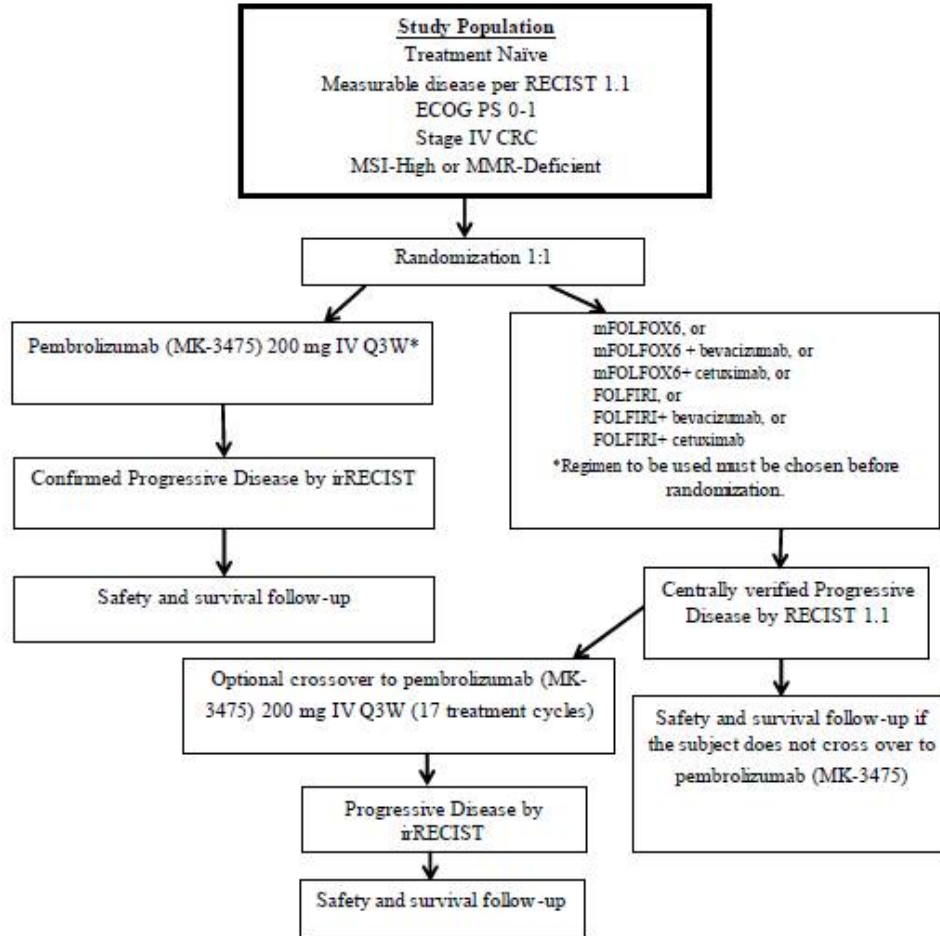 Study Population
Treatment Naïve
Measurable disease per RECIST 1.1
ECOG PS 0-1
Stage IV CRC
MSI-High or MMR-Deficient
Randomization 1:1
Pembrolizumab (MK-3475) 200 mg IV Q3W*
mFOLFOX6, or
mFOLFOX6 + bevacizumab, or
mFOLFOX6+ cetuximab, or
FOLFIRI, or
FOLFIRI+ bevacizumab, or
FOLFIRI+ cetuximab
*Regimen to be used must be chosen before
randomization.
Confirmed Progressive Disease by irRECIST
Safety and survival follow-up
Centrally verified Progressive
Disease by RECIST 1.1
Optional crossover to pembrolizumab (MK-
3475) 200 mg IV Q3W (17 treatment cycles)
Safety and survival follow-up if
the subject does not cross over to
pembrolizumab (MK-3475)
Progressive Disease by
irRECIST
Safety and survival follow-up